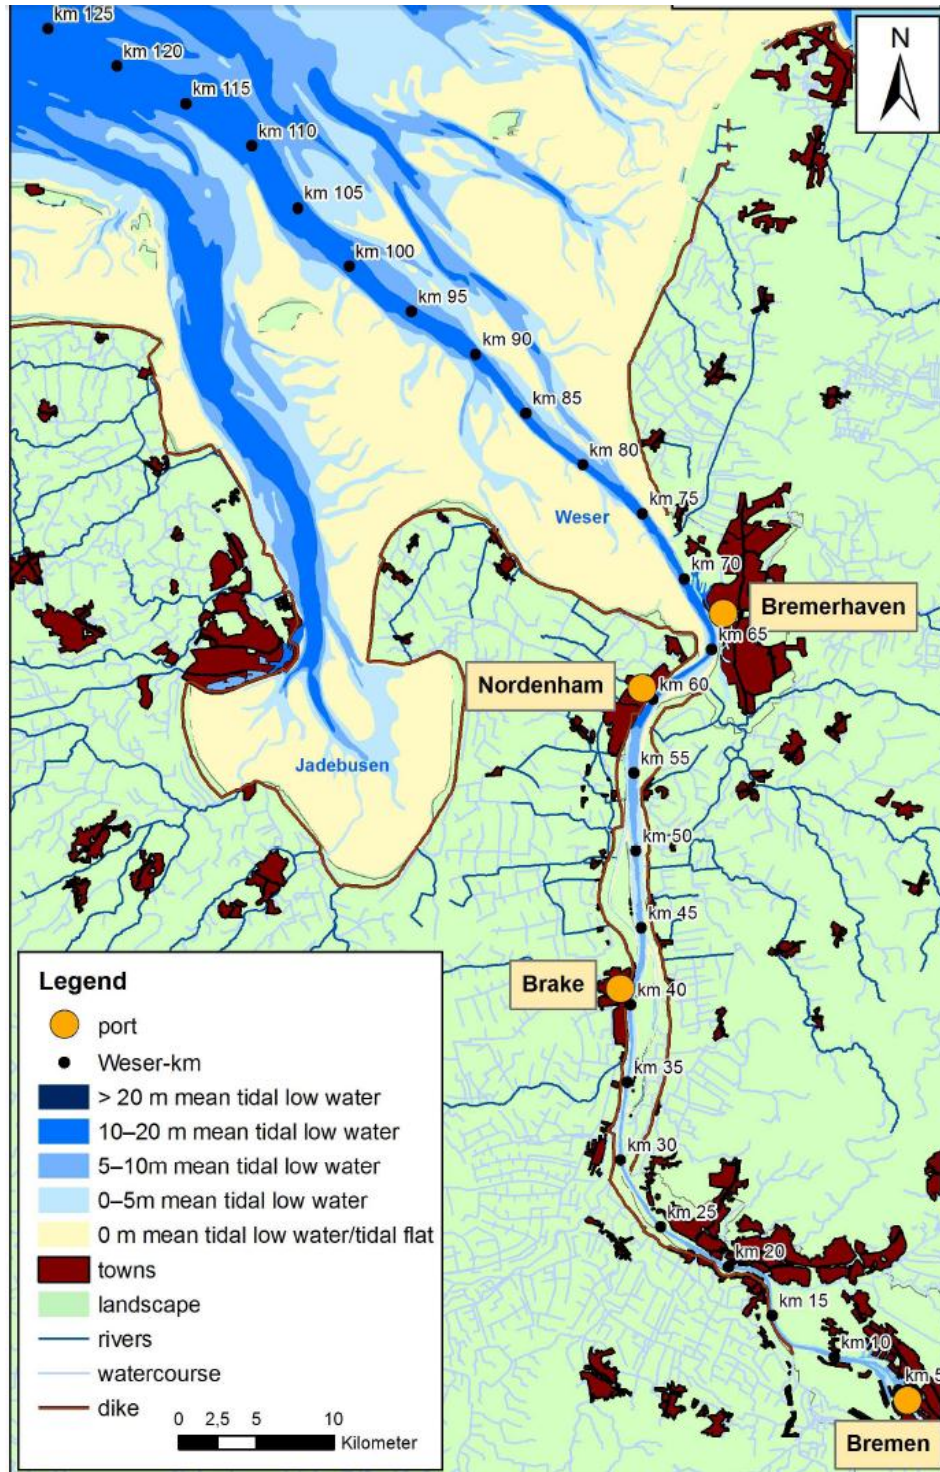 km 125
km 120
N
km 115
km 110
km 105
km 100
km 95
km 90
km 85
km 80
km 75
Weser
km 70
Bremerhaven
km 65
Nordenham
km 60
Jadebusen
km 55
km 50
km 45
Brake
km 40
km 35
km 30
km 25
km 20
km 15
km 10
km 5
Bremen
Legend
port
Weser-km
> 20 m mean tidal low water
10–20 m mean tidal low water
5–10m mean tidal low water
0–5m mean tidal low water
0 m mean tidal low water/tidal flat
towns
landscape
rivers
watercourse
dike
0 2,5 5 10
Kilometer